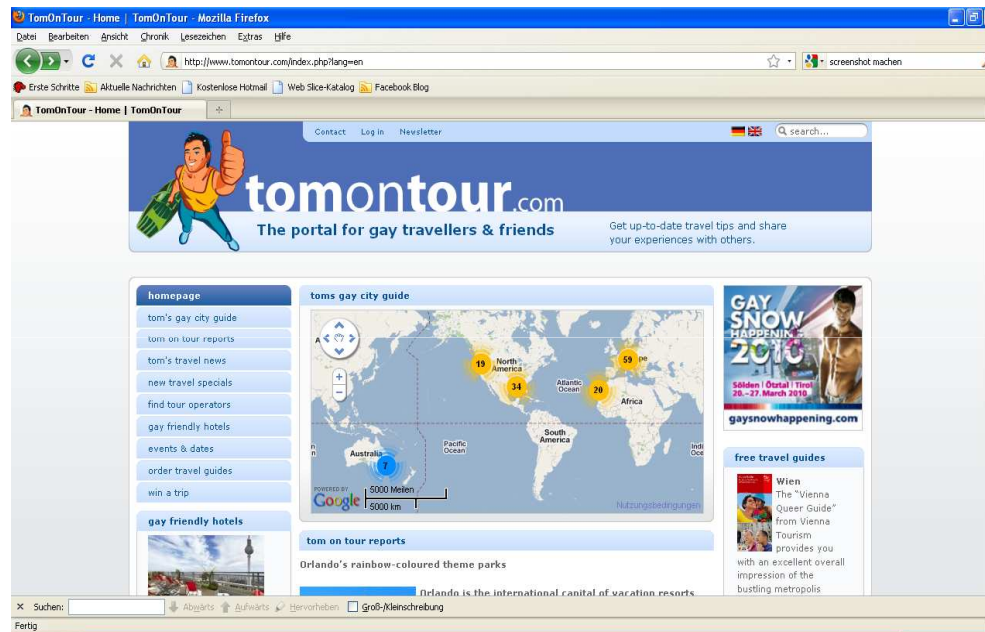 TomOnTour - Home | TomOnTour - Mozilla Firefox
Datei Bearbeiten Ansicht Chronik Lesezeichen Extras Hilfe
http://www.tomontour.com/index.php?lang=en
screenshot machen
Erste Schritte Aktuelle Nachrichten Kostenlose Hotmail Web Slice-Katalog Facebook Blog
TomOnTour - Home | TomOnTour
Contact Log in Newsletter
search...
tomontour.com
The portal for gay travellers & friends
Get up-to-date travel tips and share
your experiences with others.
homepage
tom's gay city guide
tom on tour reports
tom's travel news
new travel specials
find tour operators
gay friendly hotels
events & dates
order travel guides
win a trip
gay friendly hotels
toms gay city guide
A
19
North
America
34
Atlantic
Ocean
20
59
pe
Africa
South
America
Pacific
Ocean
Australia
7
Indi
Oce
n
n
POWERED BY
Google
5000 Meilen
5000 km
Nutzungsbedingungen
tom on tour reports
Orlando's rainbow-coloured theme parks
Orlando is the international capital of vacation resorts
GAY
SNOW
HAPPENING
2010
Sölden | Ötztal | Tirol
20.-27. March 2010
gaysnowhappening.com
free travel guides
Wien
The "Vienna
Queer Guide"
from Vienna
Tourism
provides you
with an excellent overall
impression of the
bustling metropolis
Suchen:
Abwärts Aufwärts Hervorheben Groß-/Kleinschreibung
Fertig